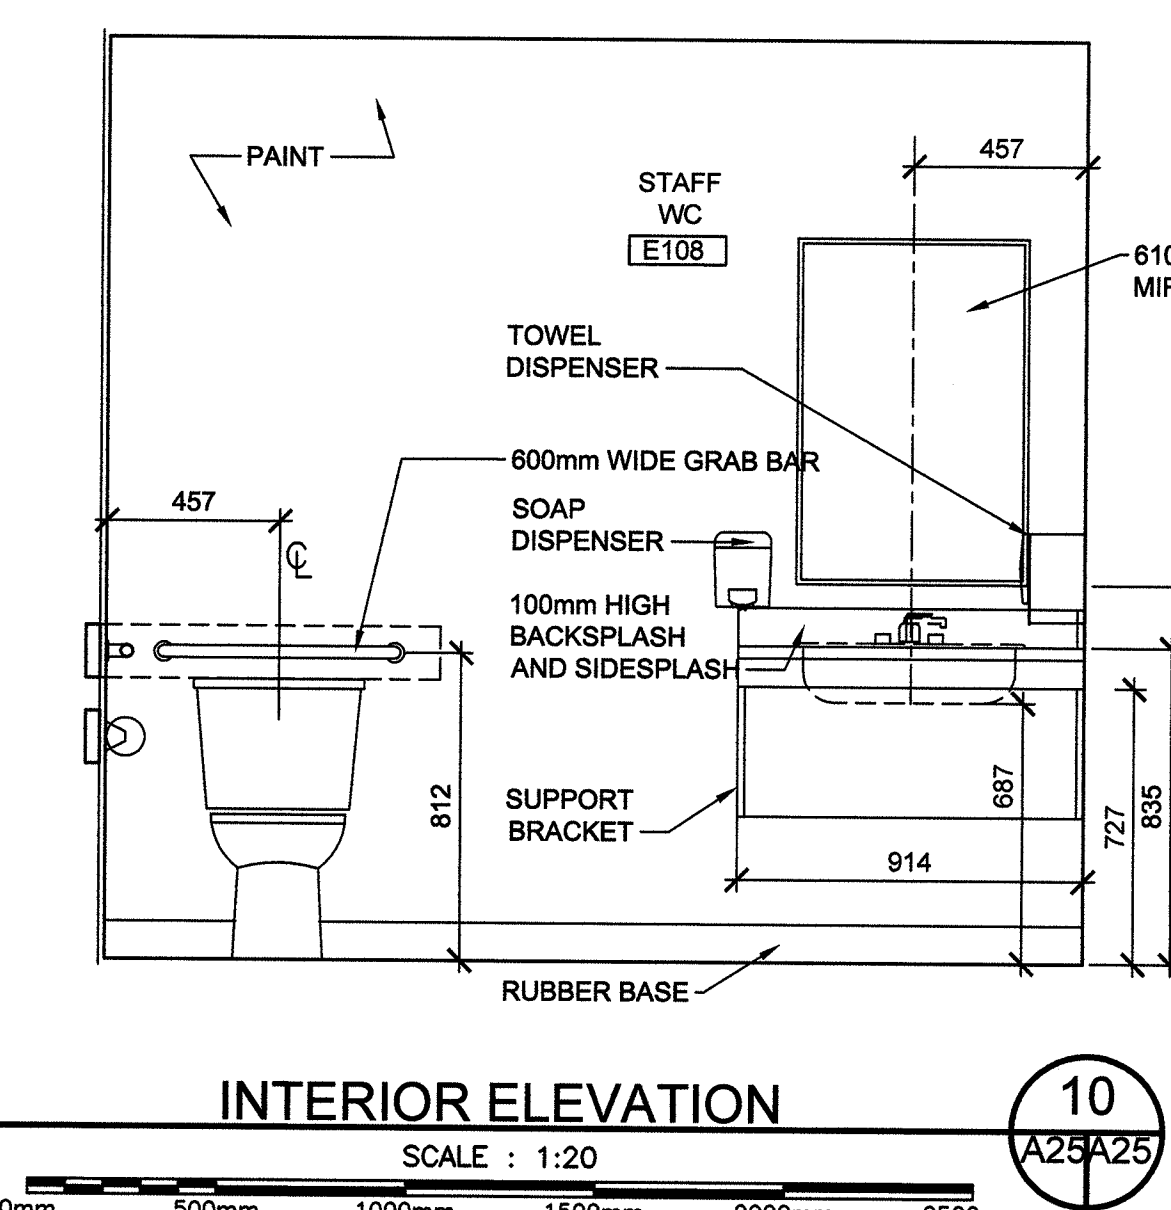 PAINT
457
STAFF
WC
E108
610
TOWEL
DISPENSER
600mm WIDE GRAB BAR
457
SOAP
DISPENSER
100mm HIGH
BACKSPLASH
AND SIDESPLASH
812
SUPPORT
BRACKET
687
727
835
914
RUBBER BASE
INTERIOR ELEVATION
10
A25 A25
SCALE : 1:20
500mm 1000mm 1500mm